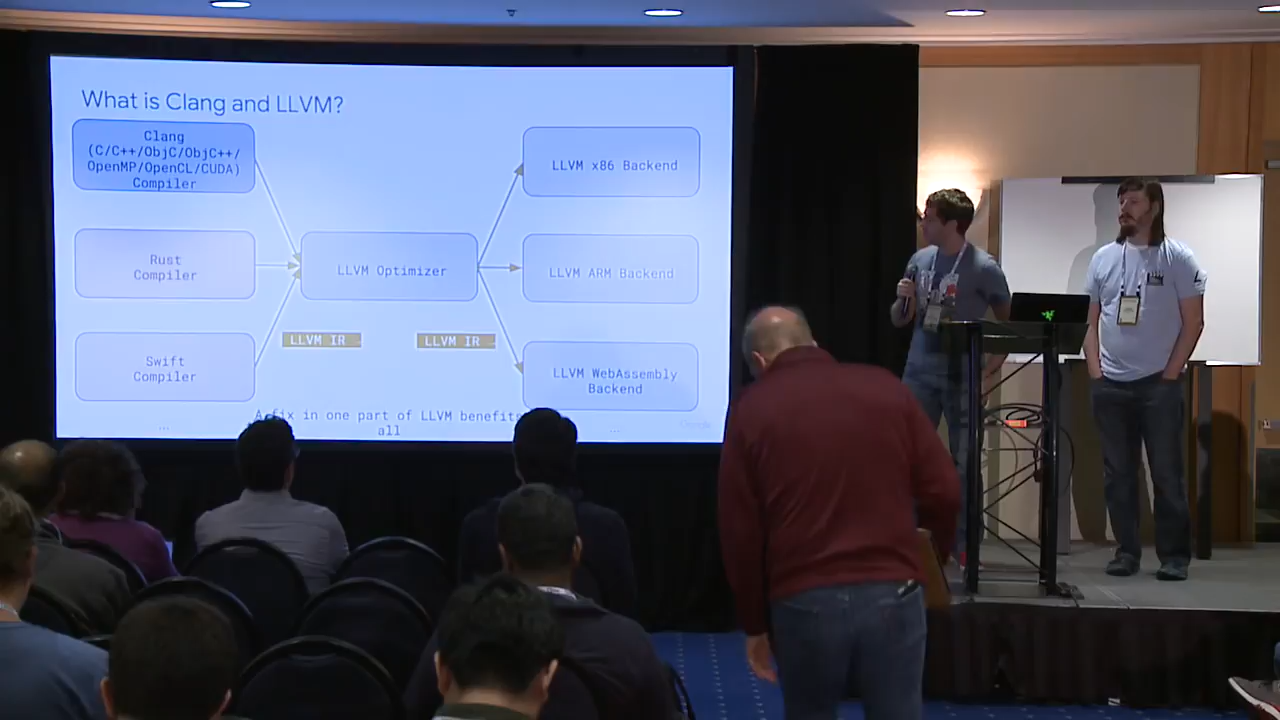 What is Clang and LLVM?
Clang
(C/C++/ObjC/ObjC++/
OpenMP/OpenCL/CUDA)
Compiler
LLVM x86 Backend
Rust
Compiler
LLVM Optimizer
LLVM ARM Backend
LLVM IR
LLVM IR
Swift
Compiler
LLVM WebAssembly
Backend
A fix in one part of LLVM benefits
all
...
...
Google